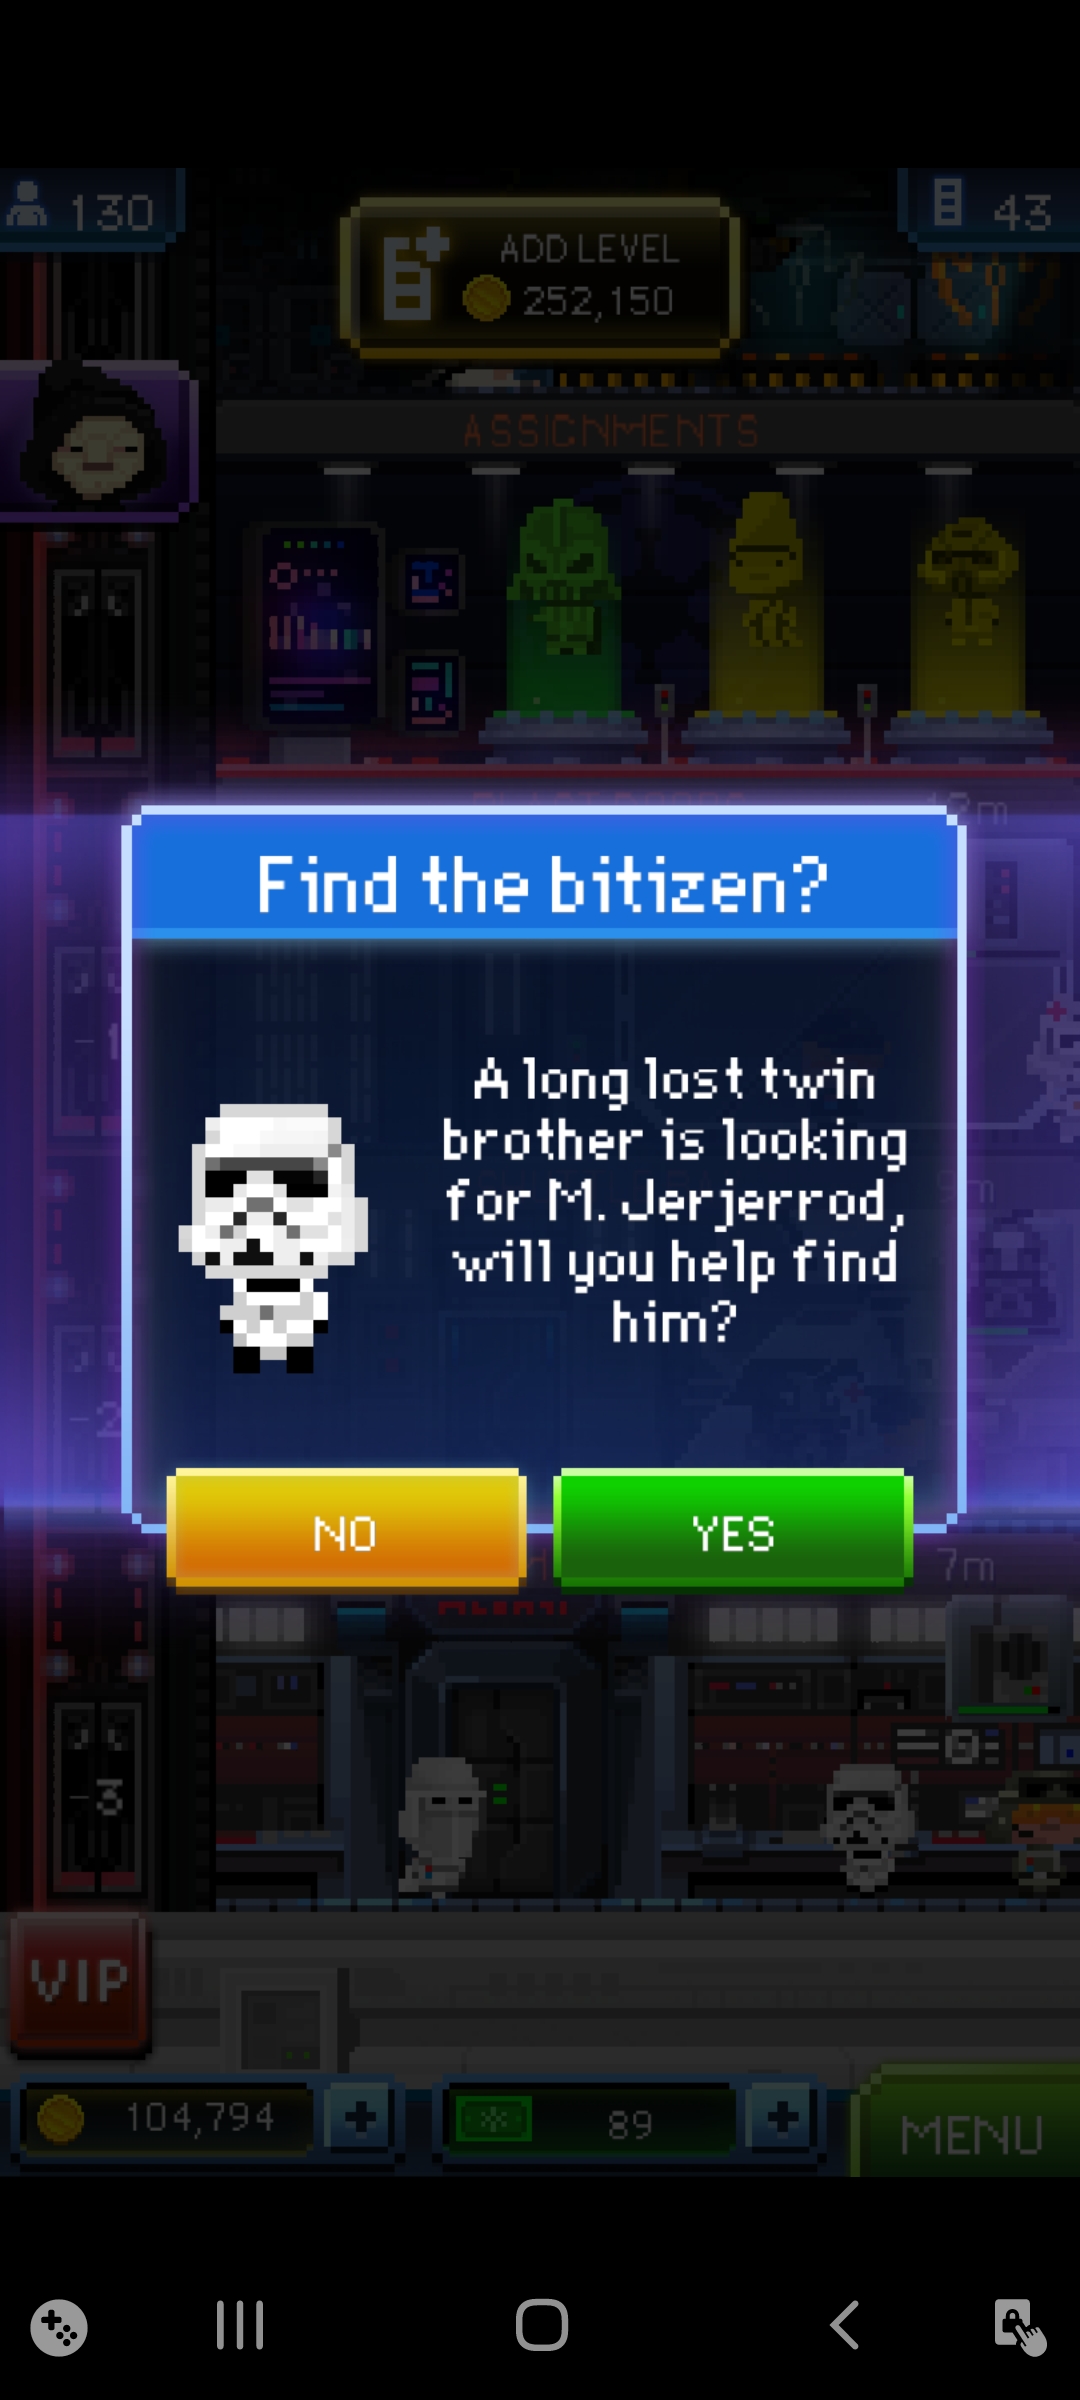 130
ADD LEVEL
252,150
43
ASSIGNMENTS
Find the bitizen?
A long lost twin
brother is looking
for M. Jerjerrod,
will you help find
him?
NO
YES
7m
-3
VIP
104,794
89
MENU